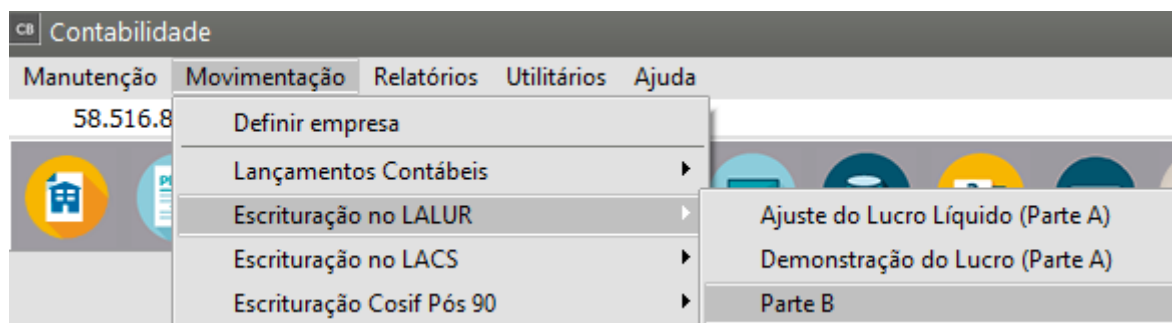 CB Contabilidade
Manutenção Movimentação Relatórios Utilitários Ajuda
58.516.8
Definir empresa
Lançamentos Contábeis
Escrituração no LALUR
Ajuste do Lucro Líquido (Parte A)
Escrituração no LACS
Demonstração do Lucro (Parte A)
Escrituração Cosif Pós 90
Parte B